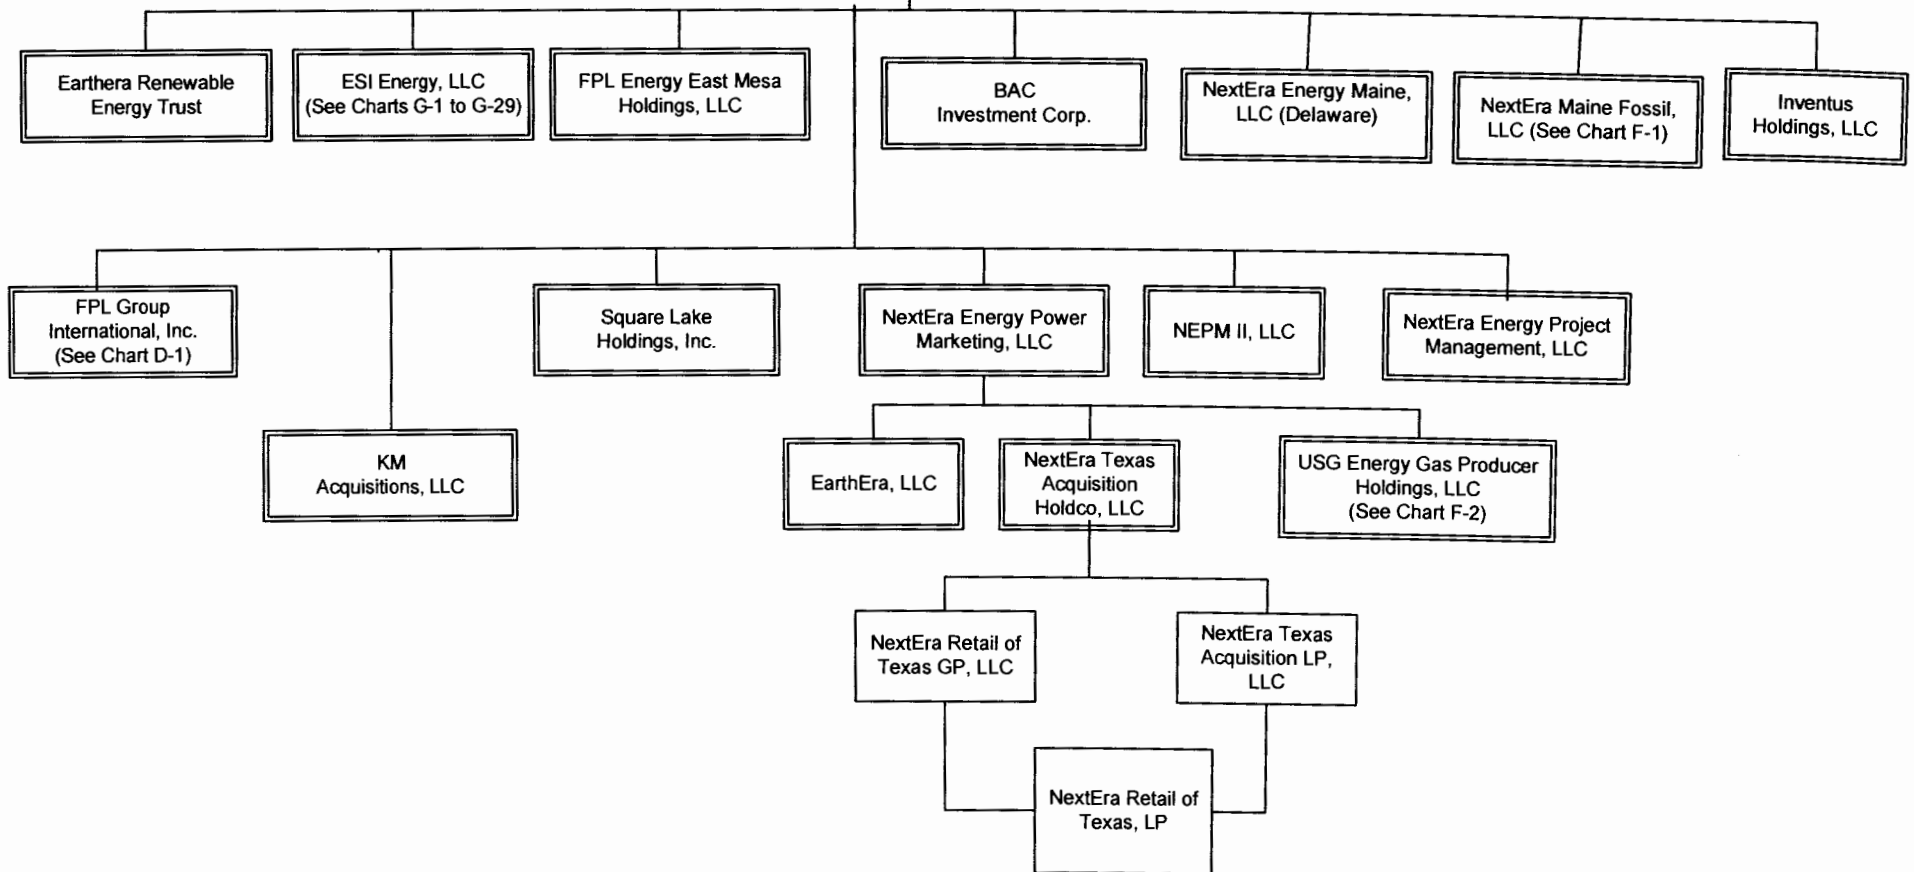 Earthera Renewable
Energy Trust
ESI Energy, LLC
(See Charts G-1 to G-29)
FPL Energy East Mesa
Holdings, LLC
BAC
Investment Corp.
NextEra Energy Maine,
LLC (Delaware)
NextEra Maine Fossil,
LLC (See Chart F-1)
Inventus
Holdings, LLC
FPL Group
International, Inc.
(See Chart D-1)
Square Lake
Holdings, Inc.
NextEra Energy Power
Marketing, LLC
NEPM II, LLC
NextEra Energy Project
Management, LLC
KM
Acquisitions, LLC
EarthEra, LLC
NextEra Texas
Acquisition
Holdco, LLC
USG Energy Gas Producer
Holdings, LLC
(See Chart F-2)
NextEra Retail of
Texas GP, LLC
NextEra Texas
Acquisition LP,
LLC
NextEra Retail of
Texas, LP